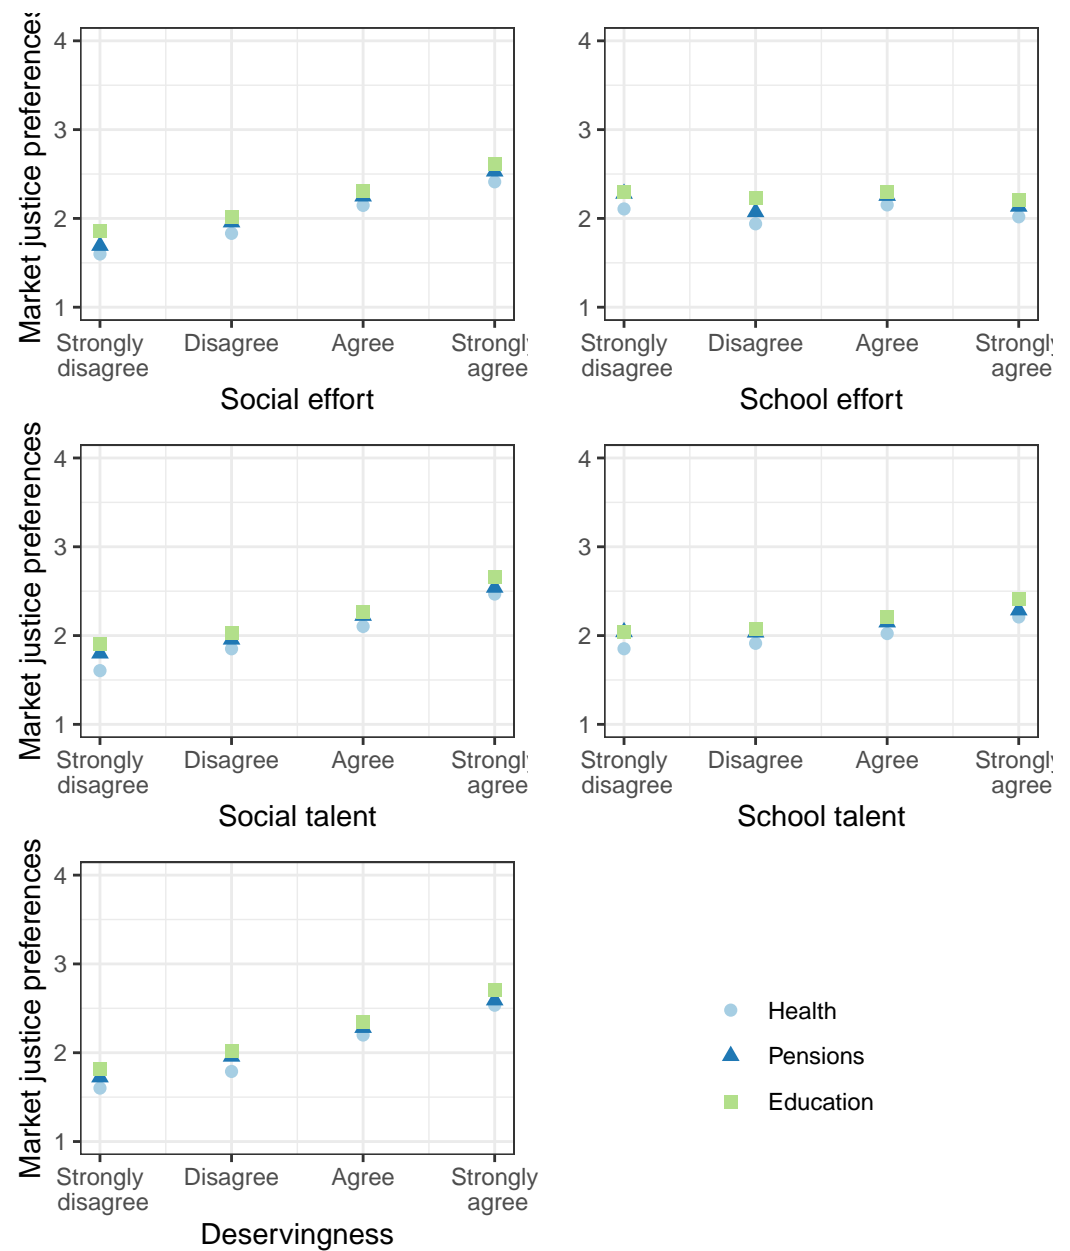 Market justice preferences
4
3
2
1
Strongly disagree
Disagree
Agree
Strongly agree
Social effort
4
3
2
1
Strongly disagree
Disagree
Agree
Strongly agree
School effort
Market justice preferences
4
3
2
1
Strongly disagree
Disagree
Agree
Strongly agree
Social talent
4
3
2
1
Strongly disagree
Disagree
Agree
Strongly agree
School talent
Market justice preferences
4
3
2
1
Strongly disagree
Disagree
Agree
Strongly agree
Deservingness
Health
Pensions
Education